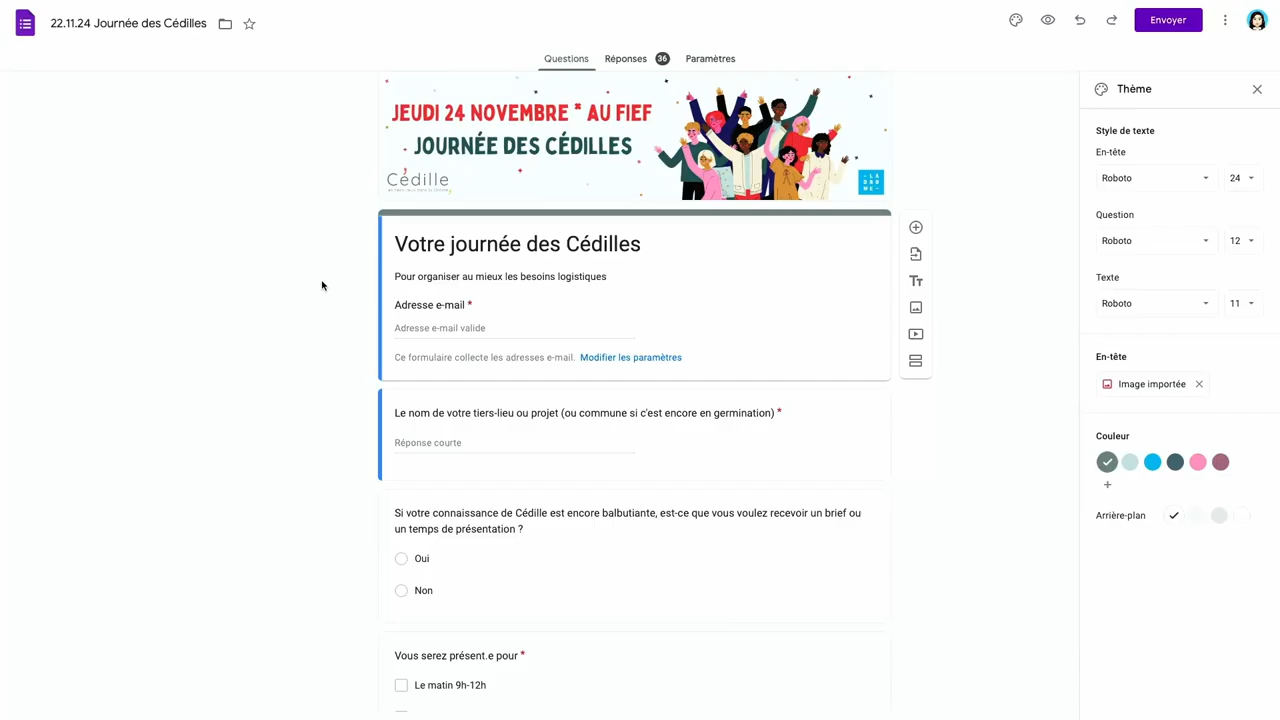 22.11.24 Journée des Cédilles
Envoyer
Questions
Réponses 36
Paramètres
JEUDI 24 NOVEMBRE * AU FIEF
JOURNÉE DES CÉDILLES
Cédille
LA
DRO
ME
Votre journée des Cédilles
Pour organiser au mieux les besoins logistiques
Adresse e-mail *
Adresse e-mail valide
Ce formulaire collecte les adresses e-mail. Modifier les paramètres
Le nom de votre tiers-lieu ou projet (ou commune si c'est encore en germination) *
Réponse courte
Si votre connaissance de Cédille est encore balbutiante, est-ce que vous voulez recevoir un brief ou
un temps de présentation ?
Oui
Non
Vous serez présent.e pour *
Le matin 9h-12h
Thème
Style de texte
En-tête
Roboto 24
Question
Roboto 12
Texte
Roboto 11
En-tête
Image importée
Couleur
Arrière-plan